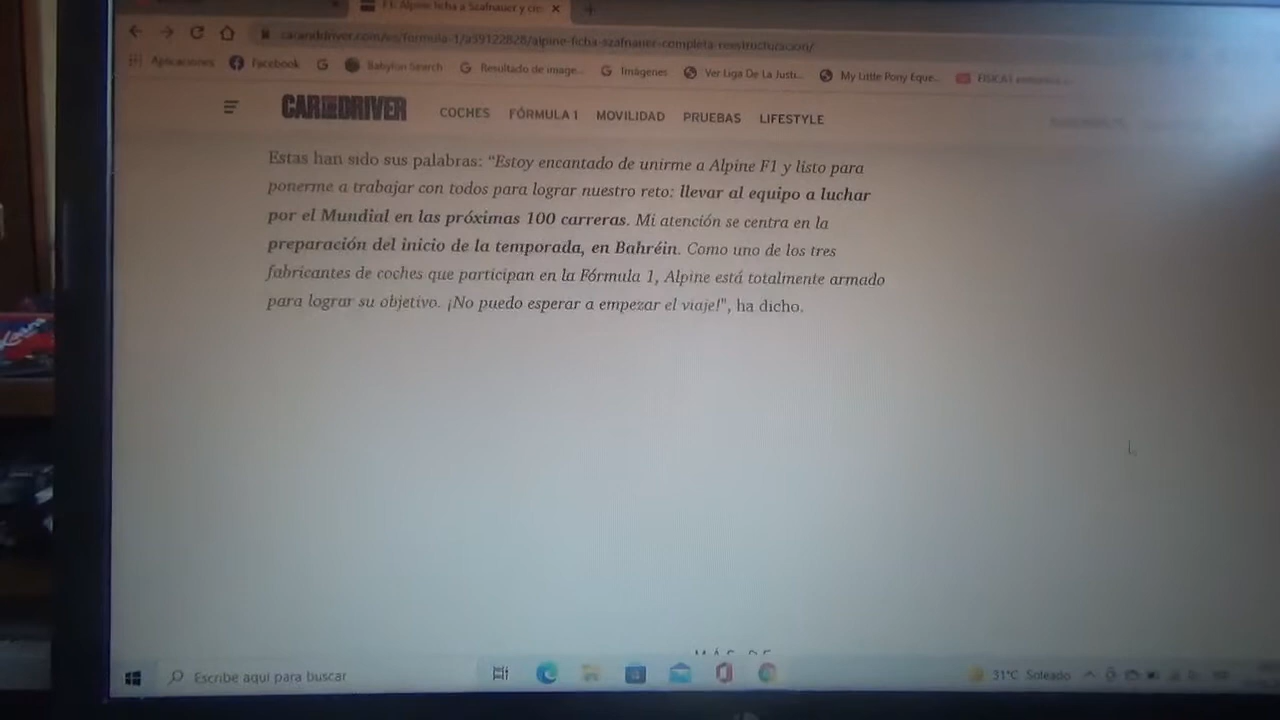 F1: Alpine ficha a Szafnauer y co
caranddriver.com/es/formula-1/a39122828/alpine-ficha-szafnauer-completa-reestructuracion/
Aplicaciones Facebook Babylon Search Resultado de image... Imágenes Ver Liga De La Justi... My Little Pony Eque...
CAR AND DRIVER COCHES FÓRMULA 1 MOVILIDAD PRUEBAS LIFESTYLE
Estas han sido sus palabras: "Estoy encantado de unirme a Alpine F1 y listo para
ponerme a trabajar con todos para lograr nuestro reto: llevar al equipo a luchar
por el Mundial en las próximas 100 carreras. Mi atención se centra en la
preparación del inicio de la temporada, en Bahréin. Como uno de los tres
fabricantes de coches que participan en la Fórmula 1, Alpine está totalmente armado
para lograr su objetivo. ¡No puedo esperar a empezar el viaje!", ha dicho.
MÁS DE
Escribe aquí para buscar
31°C Soleado